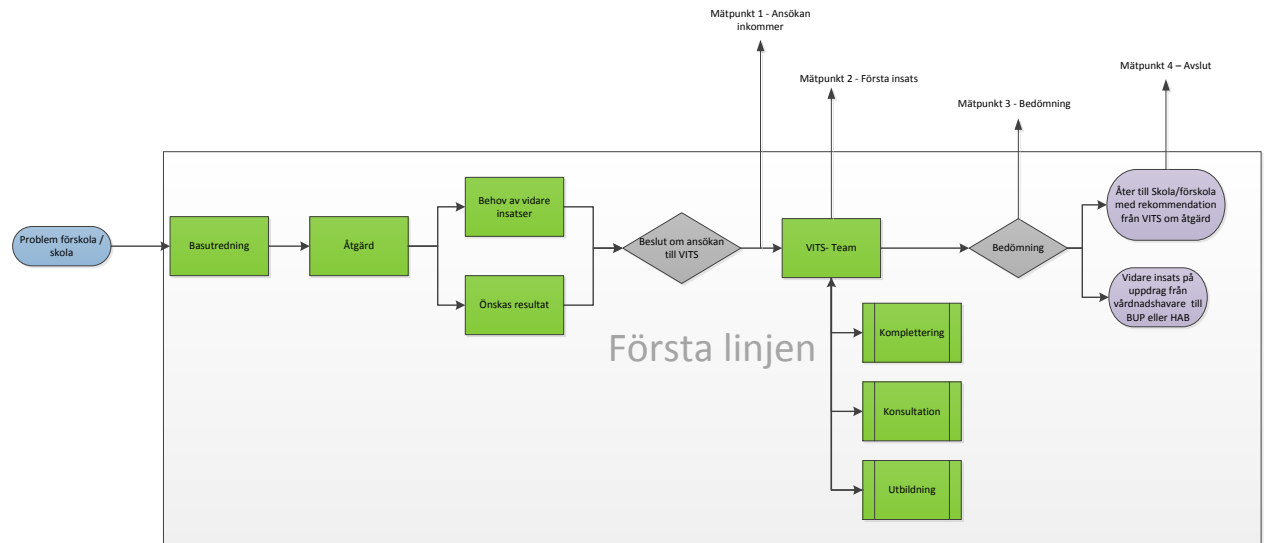 Mätpunkt 1 - Ansökan
inkommer
Mätpunkt 2 - Första insats
Mätpunkt 3 - Bedömning
Mätpunkt 4 – Avslut
Problem förskola /
skola
Basutredning
Åtgärd
Behov av vidare
insatser
Önskas resultat
Beslut om ansökan
till VITS
VITS- Team
Bedömning
Åter till Skola/förskola
med rekommendation
från VITS om åtgärd
Vidare insats på
uppdrag från
vårdnadshavare till
BUP eller HAB
Första linjen
Komplettering
Konsultation
Utbildning